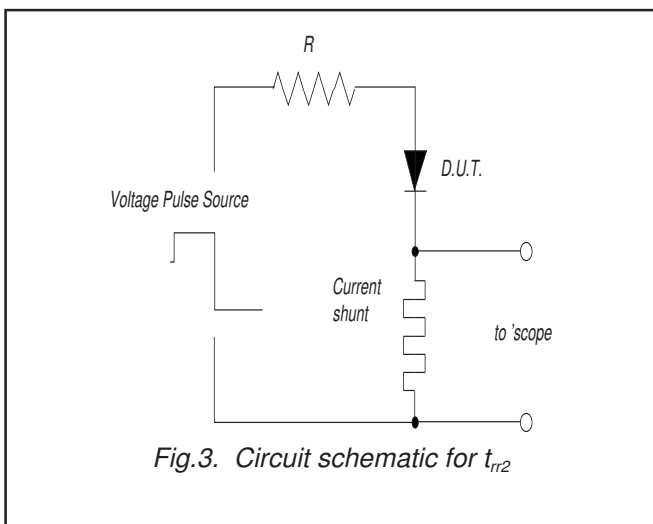 R
D.U.T.
Voltage Pulse Source
Current
shunt
to 'scope
Fig.3. Circuit schematic for trr2